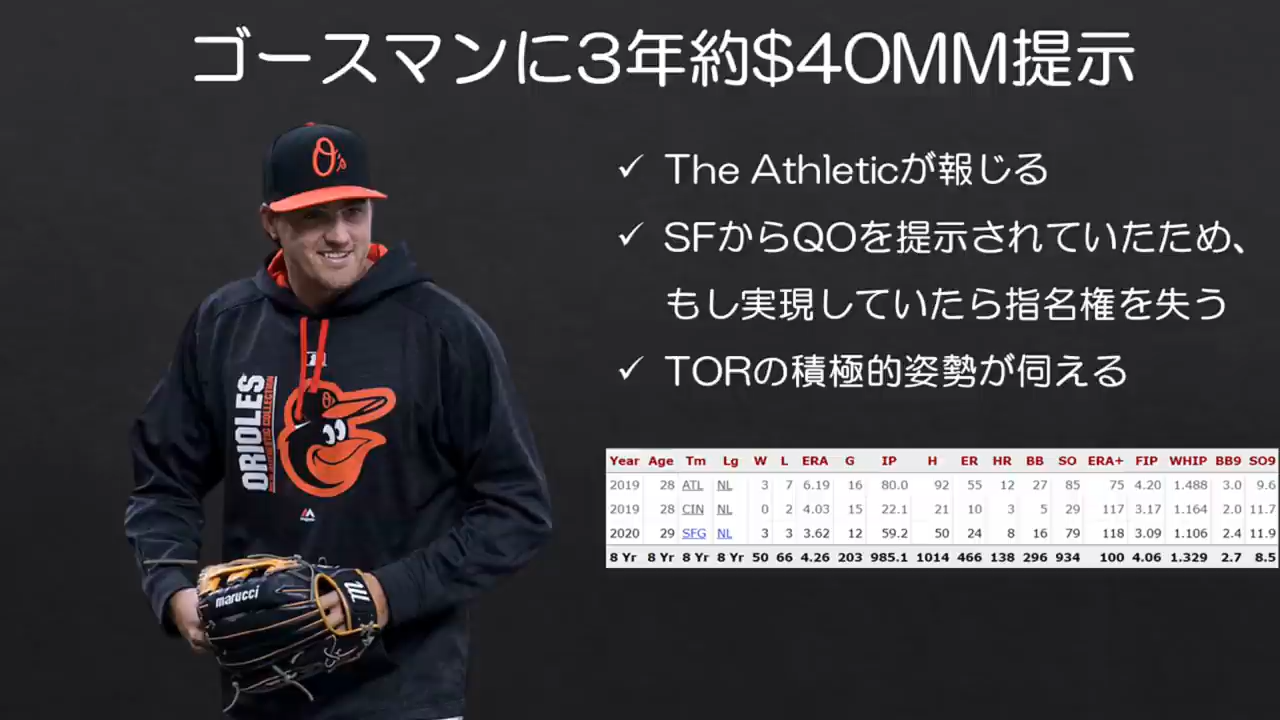 ゴースマンに3年約$40MM提示
✓ The Athleticが報じる
✓ SFからQOを提示されていたため、
もし実現していたら指名権を失う
✓ TORの積極的姿勢が伺える
O's
ORIOLES
AUTHENTIC COLLECTION
marucci
Year Age Tm Lg W L ERA G IP H ER HR BB SO ERA+ FIP WHIP BB9 SO9
2019 28 ATL NL 3 7 6.19 16 80.0 92 55 12 27 85 75 4.20 1.488 3.0 9.6
2019 28 CIN NL 0 2 4.03 15 22.1 21 10 3 5 29 117 3.17 1.164 2.0 11.7
2020 29 SFG NL 3 3 3.62 12 59.2 50 24 8 16 79 118 3.09 1.106 2.4 11.9
8 Yr 8 Yr 8 Yr 8 Yr 50 66 4.26 203 985.1 1014 466 138 296 934 100 4.06 1.329 2.7 8.5